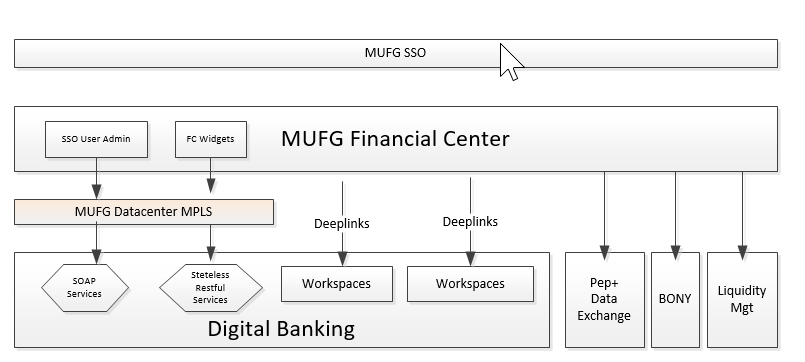 MUFG SSO
SSO User Admin
FC Widgets
MUFG Financial Center
MUFG Datacenter MPLS
Deeplinks
Deeplinks
SOAP
Services
Steteless
Restful
Services
Workspaces
Workspaces
Digital Banking
Pep+
Data
Exchange
BONY
Liquidity
Mgt